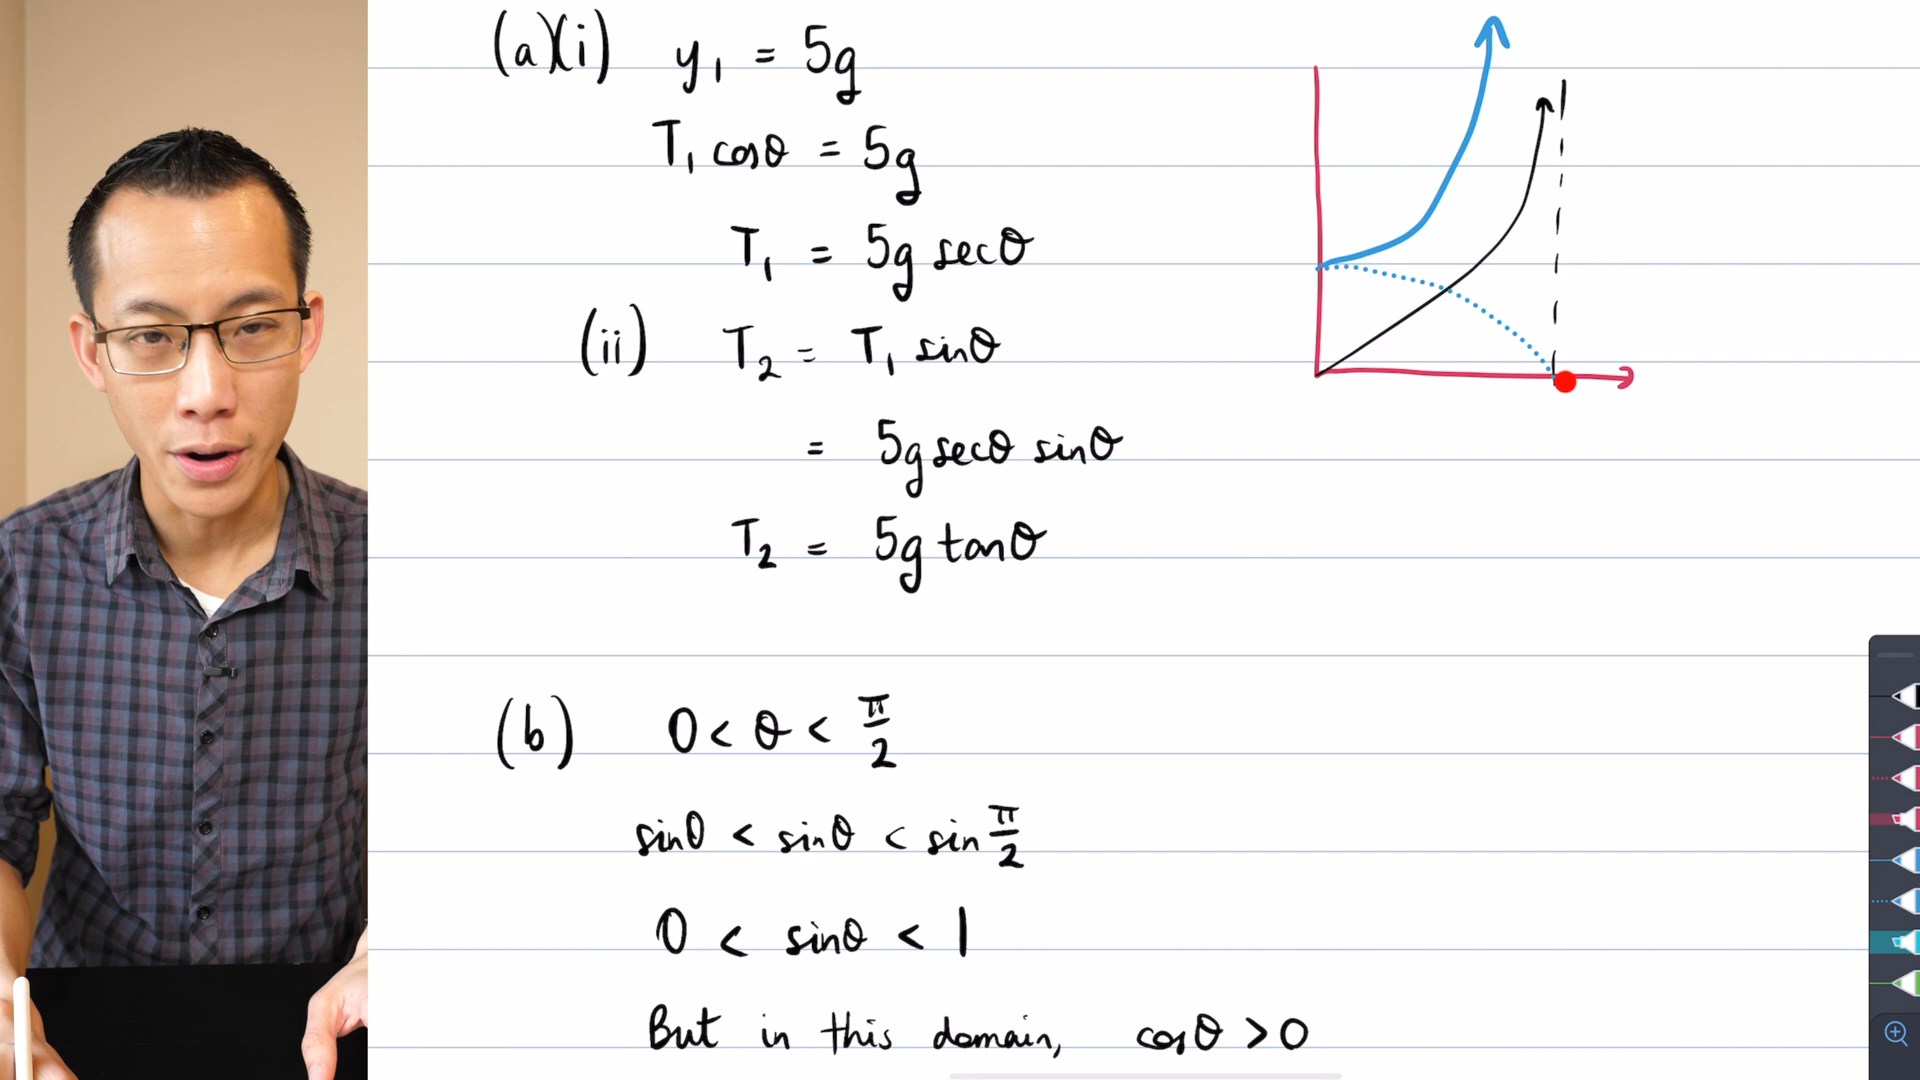 (a)(i) y₁ = 5g
T₁ cosθ = 5g
T₁ = 5g secθ
(ii) T₂ = T₁ sinθ
= 5g secθ sinθ
T₂ = 5g tanθ
(b) 0 < θ < π/2
sin0 < sinθ < sin π/2
0 < sinθ < 1
But in this domain, cosθ > 0